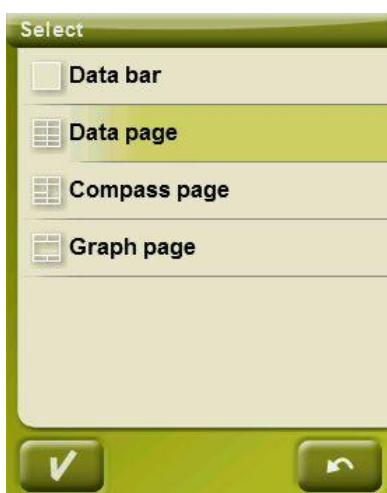 Select
Data bar
Data page
Compass page
Graph page